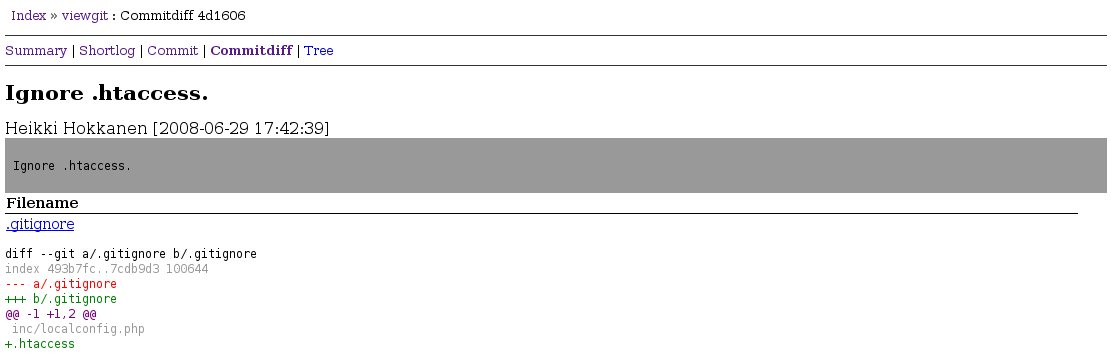 Index » viewgit : Commitdiff 4d1606
Summary | Shortlog | Commit | Commitdiff | Tree
Ignore .htaccess.
Heikki Hokkanen [2008-06-29 17:42:39]
Ignore .htaccess.
Filename
.gitignore
diff --git a/.gitignore b/.gitignore
index 493b7fc..7cdb9d3 100644
--- a/.gitignore
+++ b/.gitignore
@@ -1 +1,2 @@
 inc/localconfig.php
+.htaccess